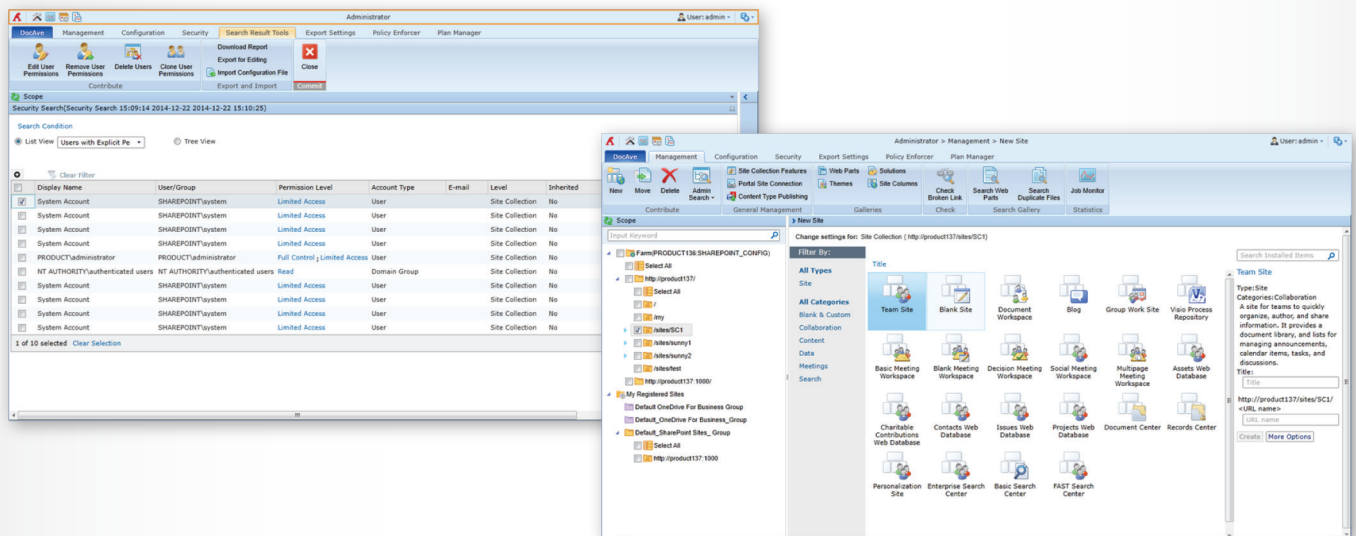 Administrator
User: admin
DocAve Management Configuration Security Search Result Tools Export Settings Policy Enforcer Plan Manager
Edit User Permissions
Remove User Permissions
Delete Users
Clone User Permissions
Download Report
Export for Editing
Import Configuration File
Close
Contribute Export and Import Commit
Scope
Security Search(Security Search 15:09:14 2014-12-22 2014-12-22 15:10:25)
Search Condition
List View Users with Explicit Pe Tree View
Clear Filter
Display Name User/Group Permission Level Account Type E-mail Level Inherited
System Account SHAREPOINT\system Limited Access User Site Collection No
System Account SHAREPOINT\system Limited Access User Site Collection No
System Account SHAREPOINT\system Limited Access User Site Collection No
System Account SHAREPOINT\system Limited Access User Site Collection No
PRODUCT\administrator PRODUCT\administrator Full Control ; Limited Access User Site Collection No
NT AUTHORITY\authenticated users NT AUTHORITY\authenticated users Read Domain Group Site Collection No
System Account SHAREPOINT\system Limited Access User Site Collection No
System Account SHAREPOINT\system Limited Access User Site Collection No
System Account SHAREPOINT\system Limited Access User Site Collection No
System Account SHAREPOINT\system Limited Access User Site Collection No
1 of 10 selected Clear Selection
Administrator > Management > New Site
User: admin
DocAve Management Configuration Security Export Settings Policy Enforcer Plan Manager
New
Move
Delete
Admin Search
Site Collection Features
Portal Site Connection
Content Type Publishing
Web Parts
Themes
Solutions
Site Columns
Check Broken Link
Search Web Parts
Search Duplicate Files
Job Monitor
Contribute General Management Galleries Check Search Gallery Statistics
Scope
Input Keyword
Farm(PRODUCT136:SHAREPOINT_CONFIG)
Select All
http://product137/
Select All
/
/my
/sites/SC1
/sites/sunny1
/sites/sunny2
/sites/test
http://product137:1000/
My Registered Sites
Default OneDrive For Business Group
Default_OneDrive For Business_Group
Default_SharePoint Sites_ Group
Select All
http://product137:1000
New Site
Change settings for: Site Collection ( http://product137/sites/SC1)
Filter By:
All Types
Site
All Categories
Blank & Custom
Collaboration
Content
Data
Meetings
Search
Title
Team Site
Blank Site
Document Workspace
Blog
Group Work Site
Visio Process Repository
Basic Meeting Workspace
Blank Meeting Workspace
Decision Meeting Workspace
Social Meeting Workspace
Multipage Meeting Workspace
Assets Web Database
Charitable Contributions Web Database
Contacts Web Database
Issues Web Database
Projects Web Database
Document Center
Records Center
Personalization Site
Enterprise Search Center
Basic Search Center
FAST Search Center
Search Installed Items
Team Site
Type:Site
Categories:Collaboration
A site for teams to quickly
organize, author, and share
information. It provides a
document library, and lists for
managing announcements,
calendar items, tasks, and
discussions.
Title:
Title
http://product137/sites/SC1/
<URL name>
URL name
Create More Options